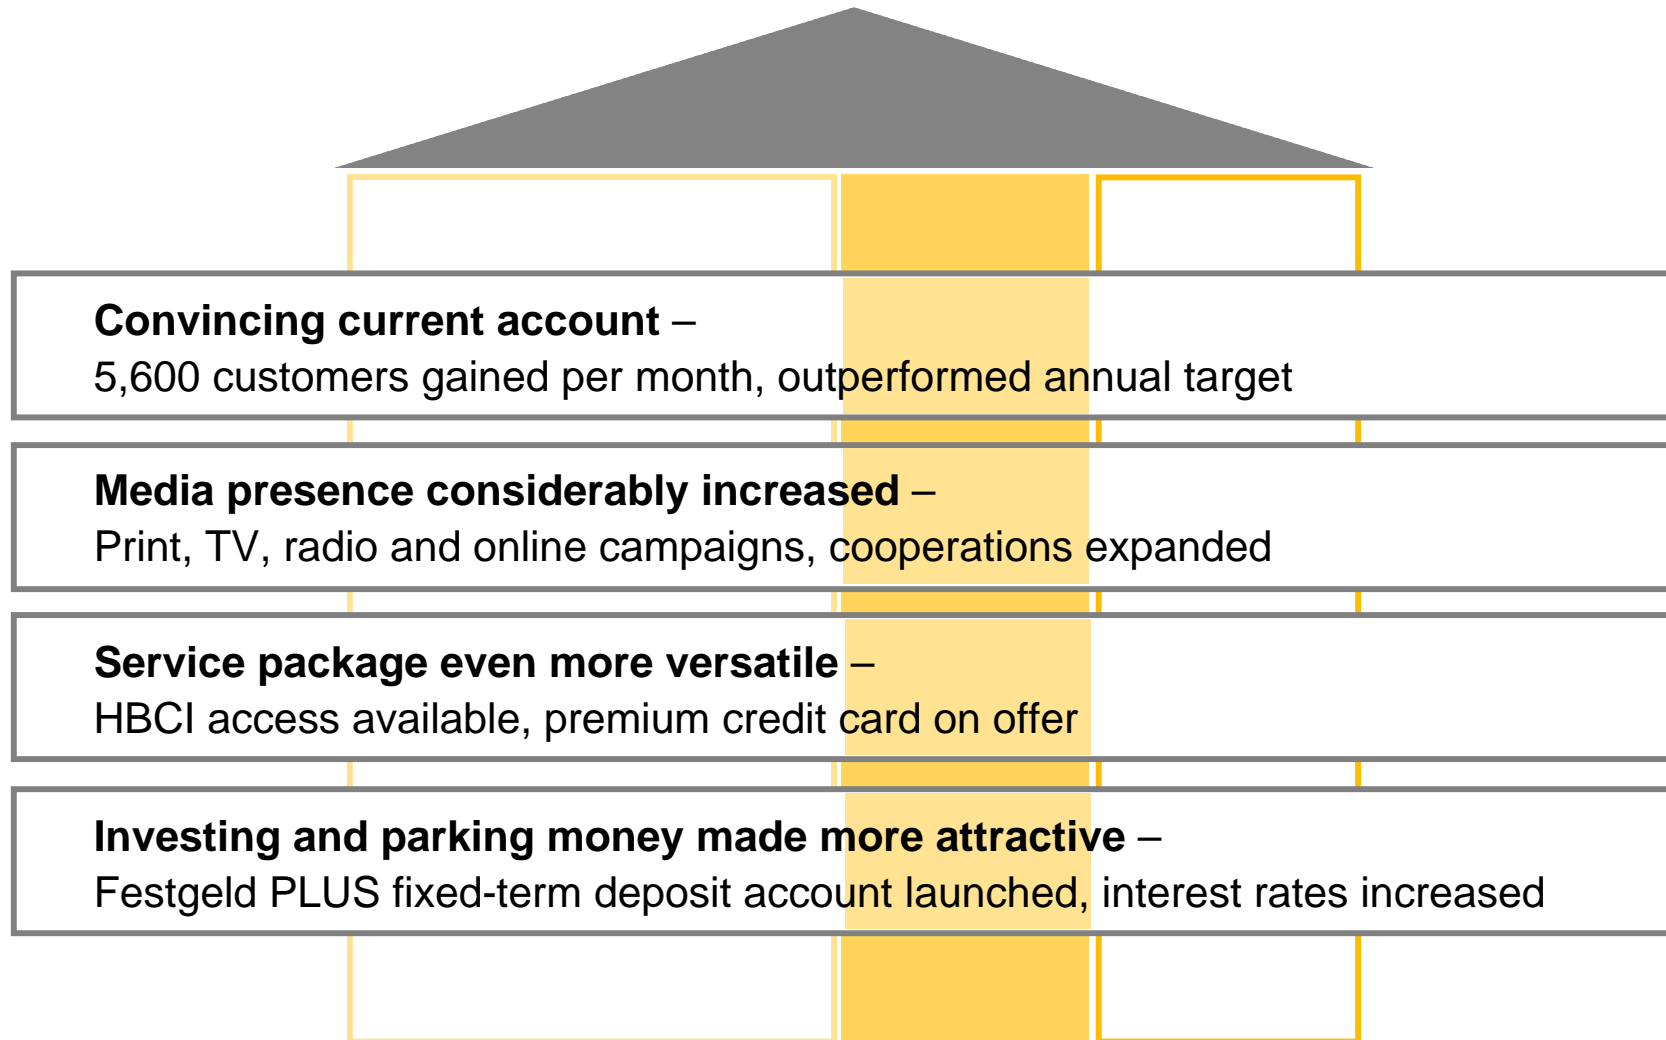 Convincing current account –
5,600 customers gained per month, outperformed annual target
Media presence considerably increased –
Print, TV, radio and online campaigns, cooperations expanded
Service package even more versatile –
HBCI access available, premium credit card on offer
Investing and parking money made more attractive –
Festgeld PLUS fixed-term deposit account launched, interest rates increased